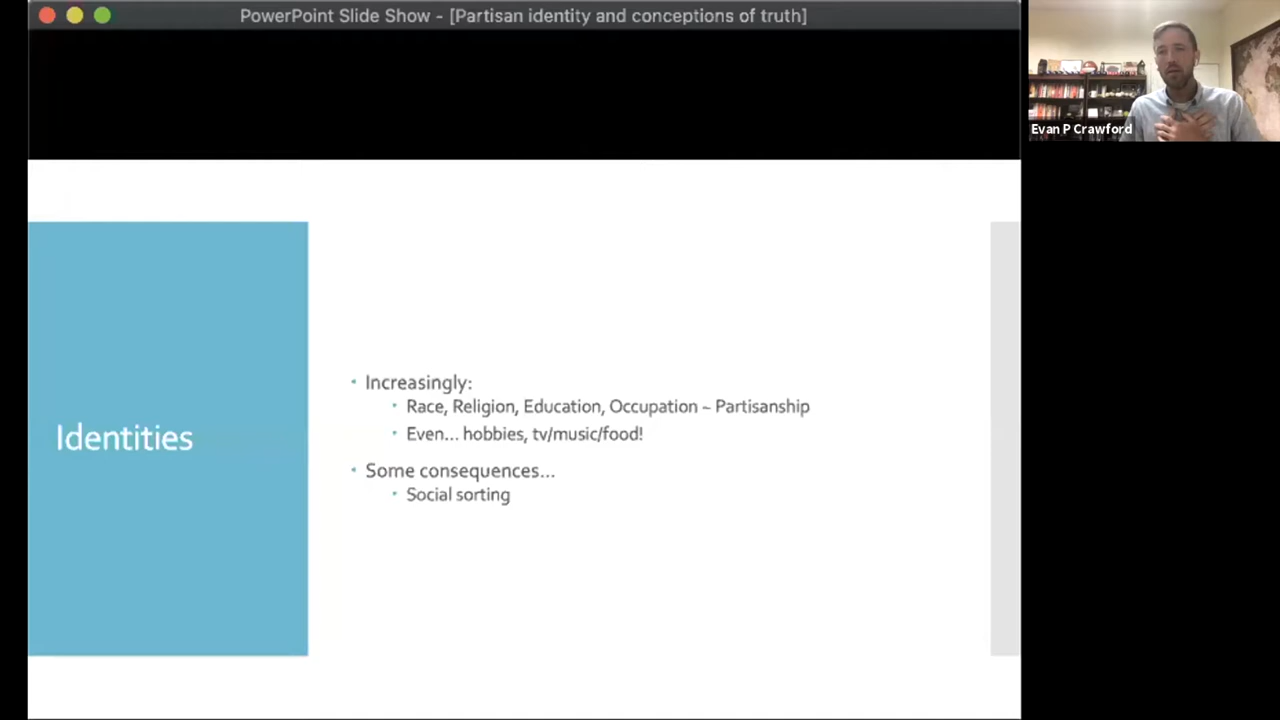 PowerPoint Slide Show - [Partisan identity and conceptions of truth]
Evan P Crawford
Identities
• Increasingly:
• Race, Religion, Education, Occupation ~ Partisanship
• Even... hobbies, tv/music/food!
• Some consequences...
• Social sorting